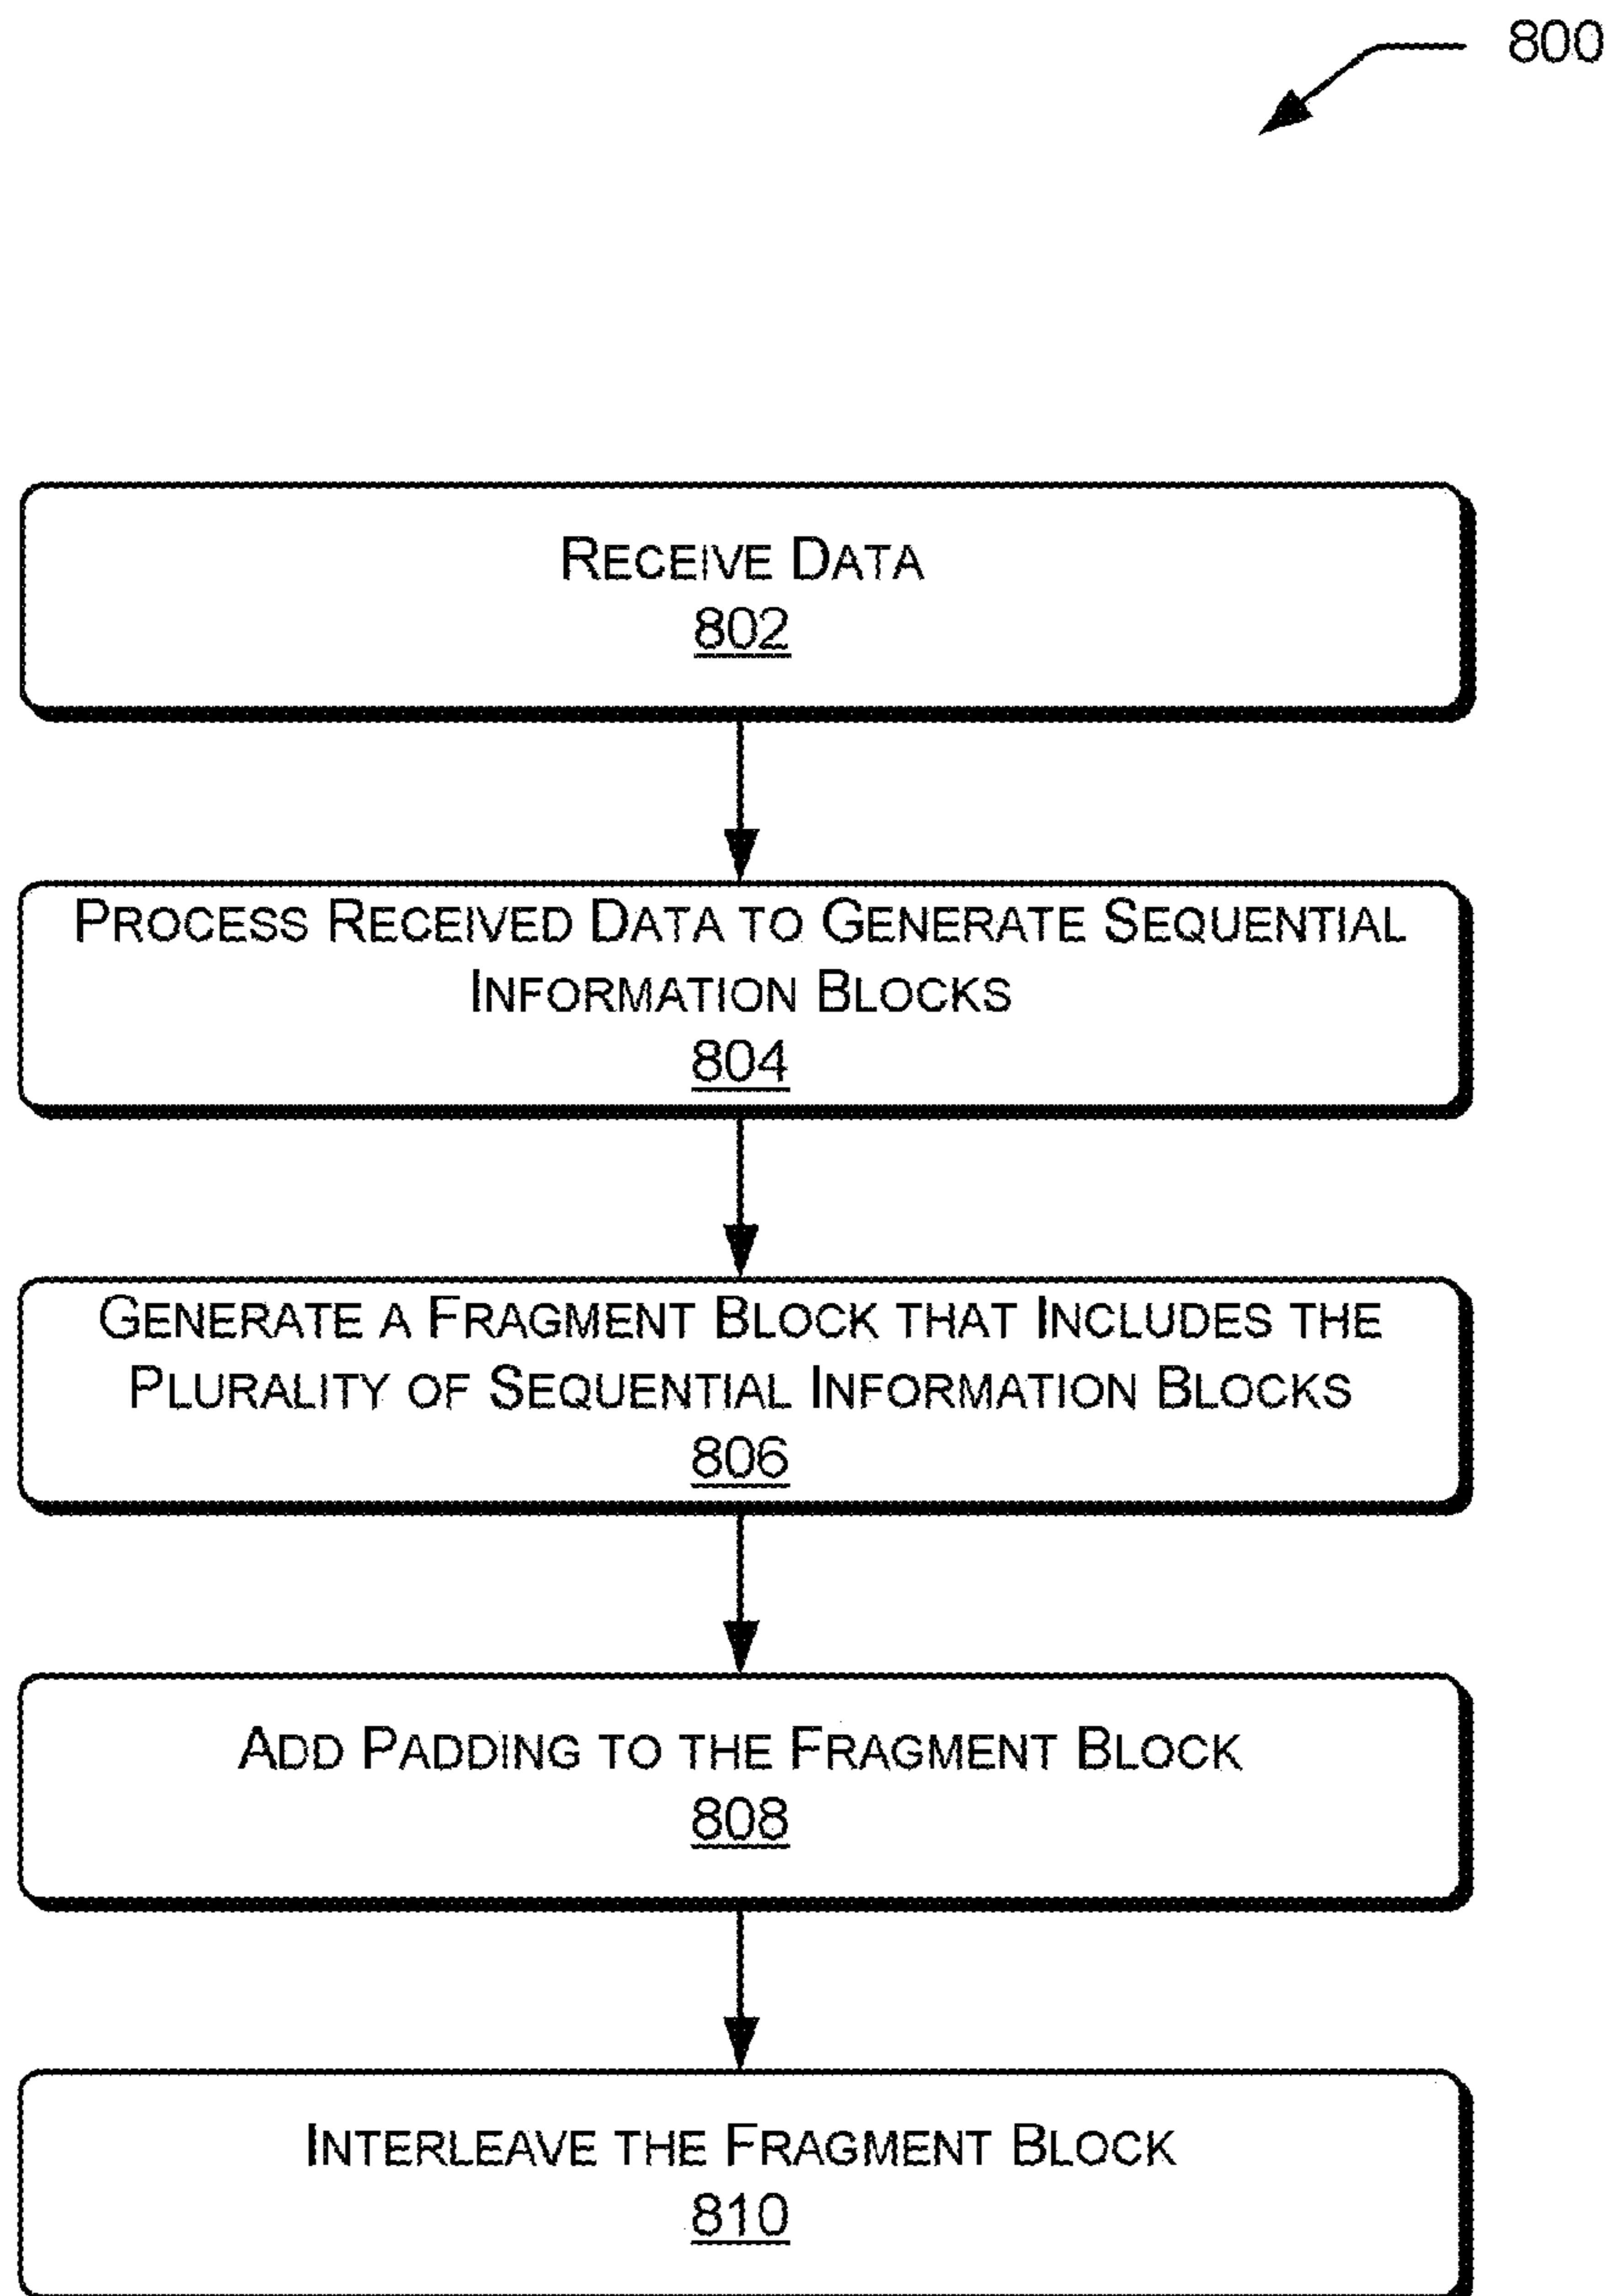 800
RECEIVE DATA
802
PROCESS RECEIVED DATA TO GENERATE SEQUENTIAL
INFORMATION BLOCKS
804
GENERATE A FRAGMENT BLOCK THAT INCLUDES THE
PLURALITY OF SEQUENTIAL INFORMATION BLOCKS
806
ADD PADDING TO THE FRAGMENT BLOCK
808
INTERLEAVE THE FRAGMENT BLOCK
810